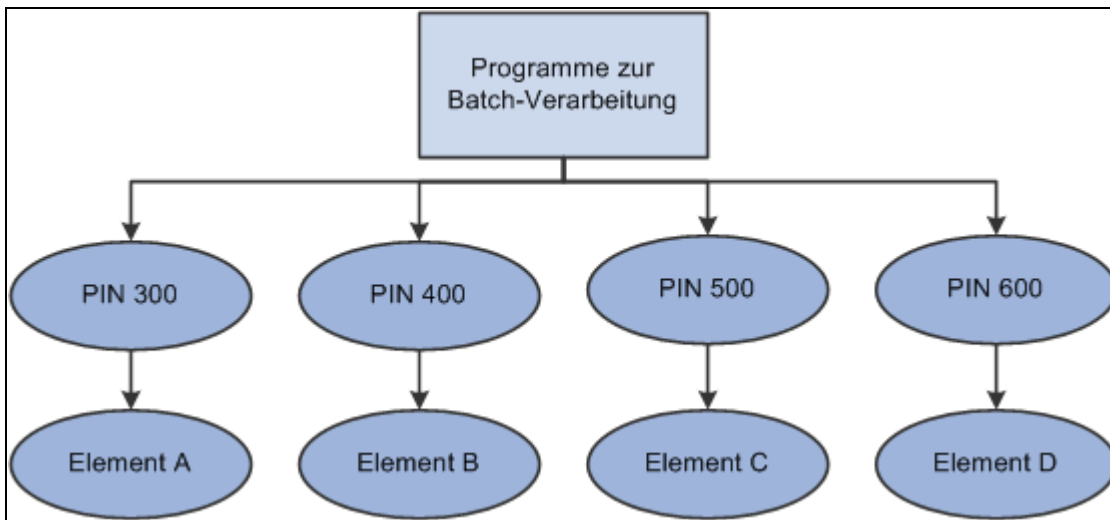 Programme zur
Batch-Verarbeitung
PIN 300
PIN 400
PIN 500
PIN 600
Element A
Element B
Element C
Element D